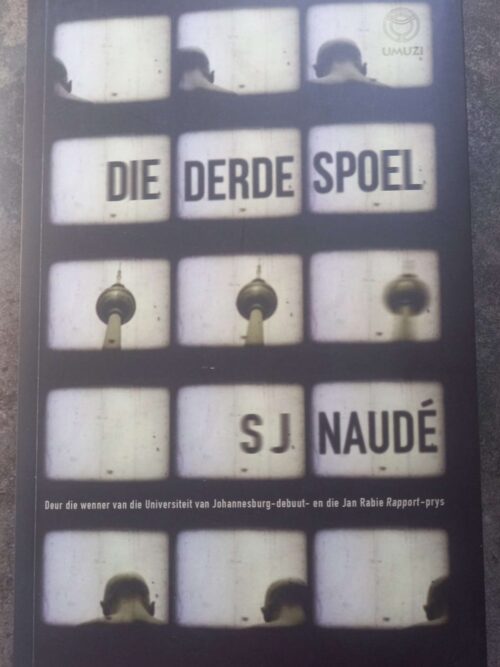 UMUZI
DIE DERDE SPOEL
S J NAUDÉ
Deur die wenner van die Universiteit van Johannesburg-debuut- en die Jan Rabie Rapport-prys